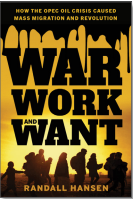 HOW THE OPEC OIL CRISIS CAUSED
MASS MIGRATION AND REVOLUTION
WAR
WORK
AND
WANT
RANDALL HANSEN